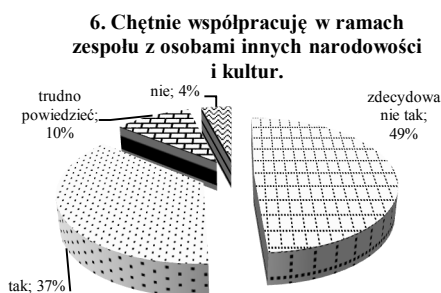 6. Chętnie współpracuję w ramach
zespołu z osobami innych narodowości
i kultur.
nie; 4%
trudno
powiedzieć;
10%
zdecydowa
nie tak;
49%
tak; 37%